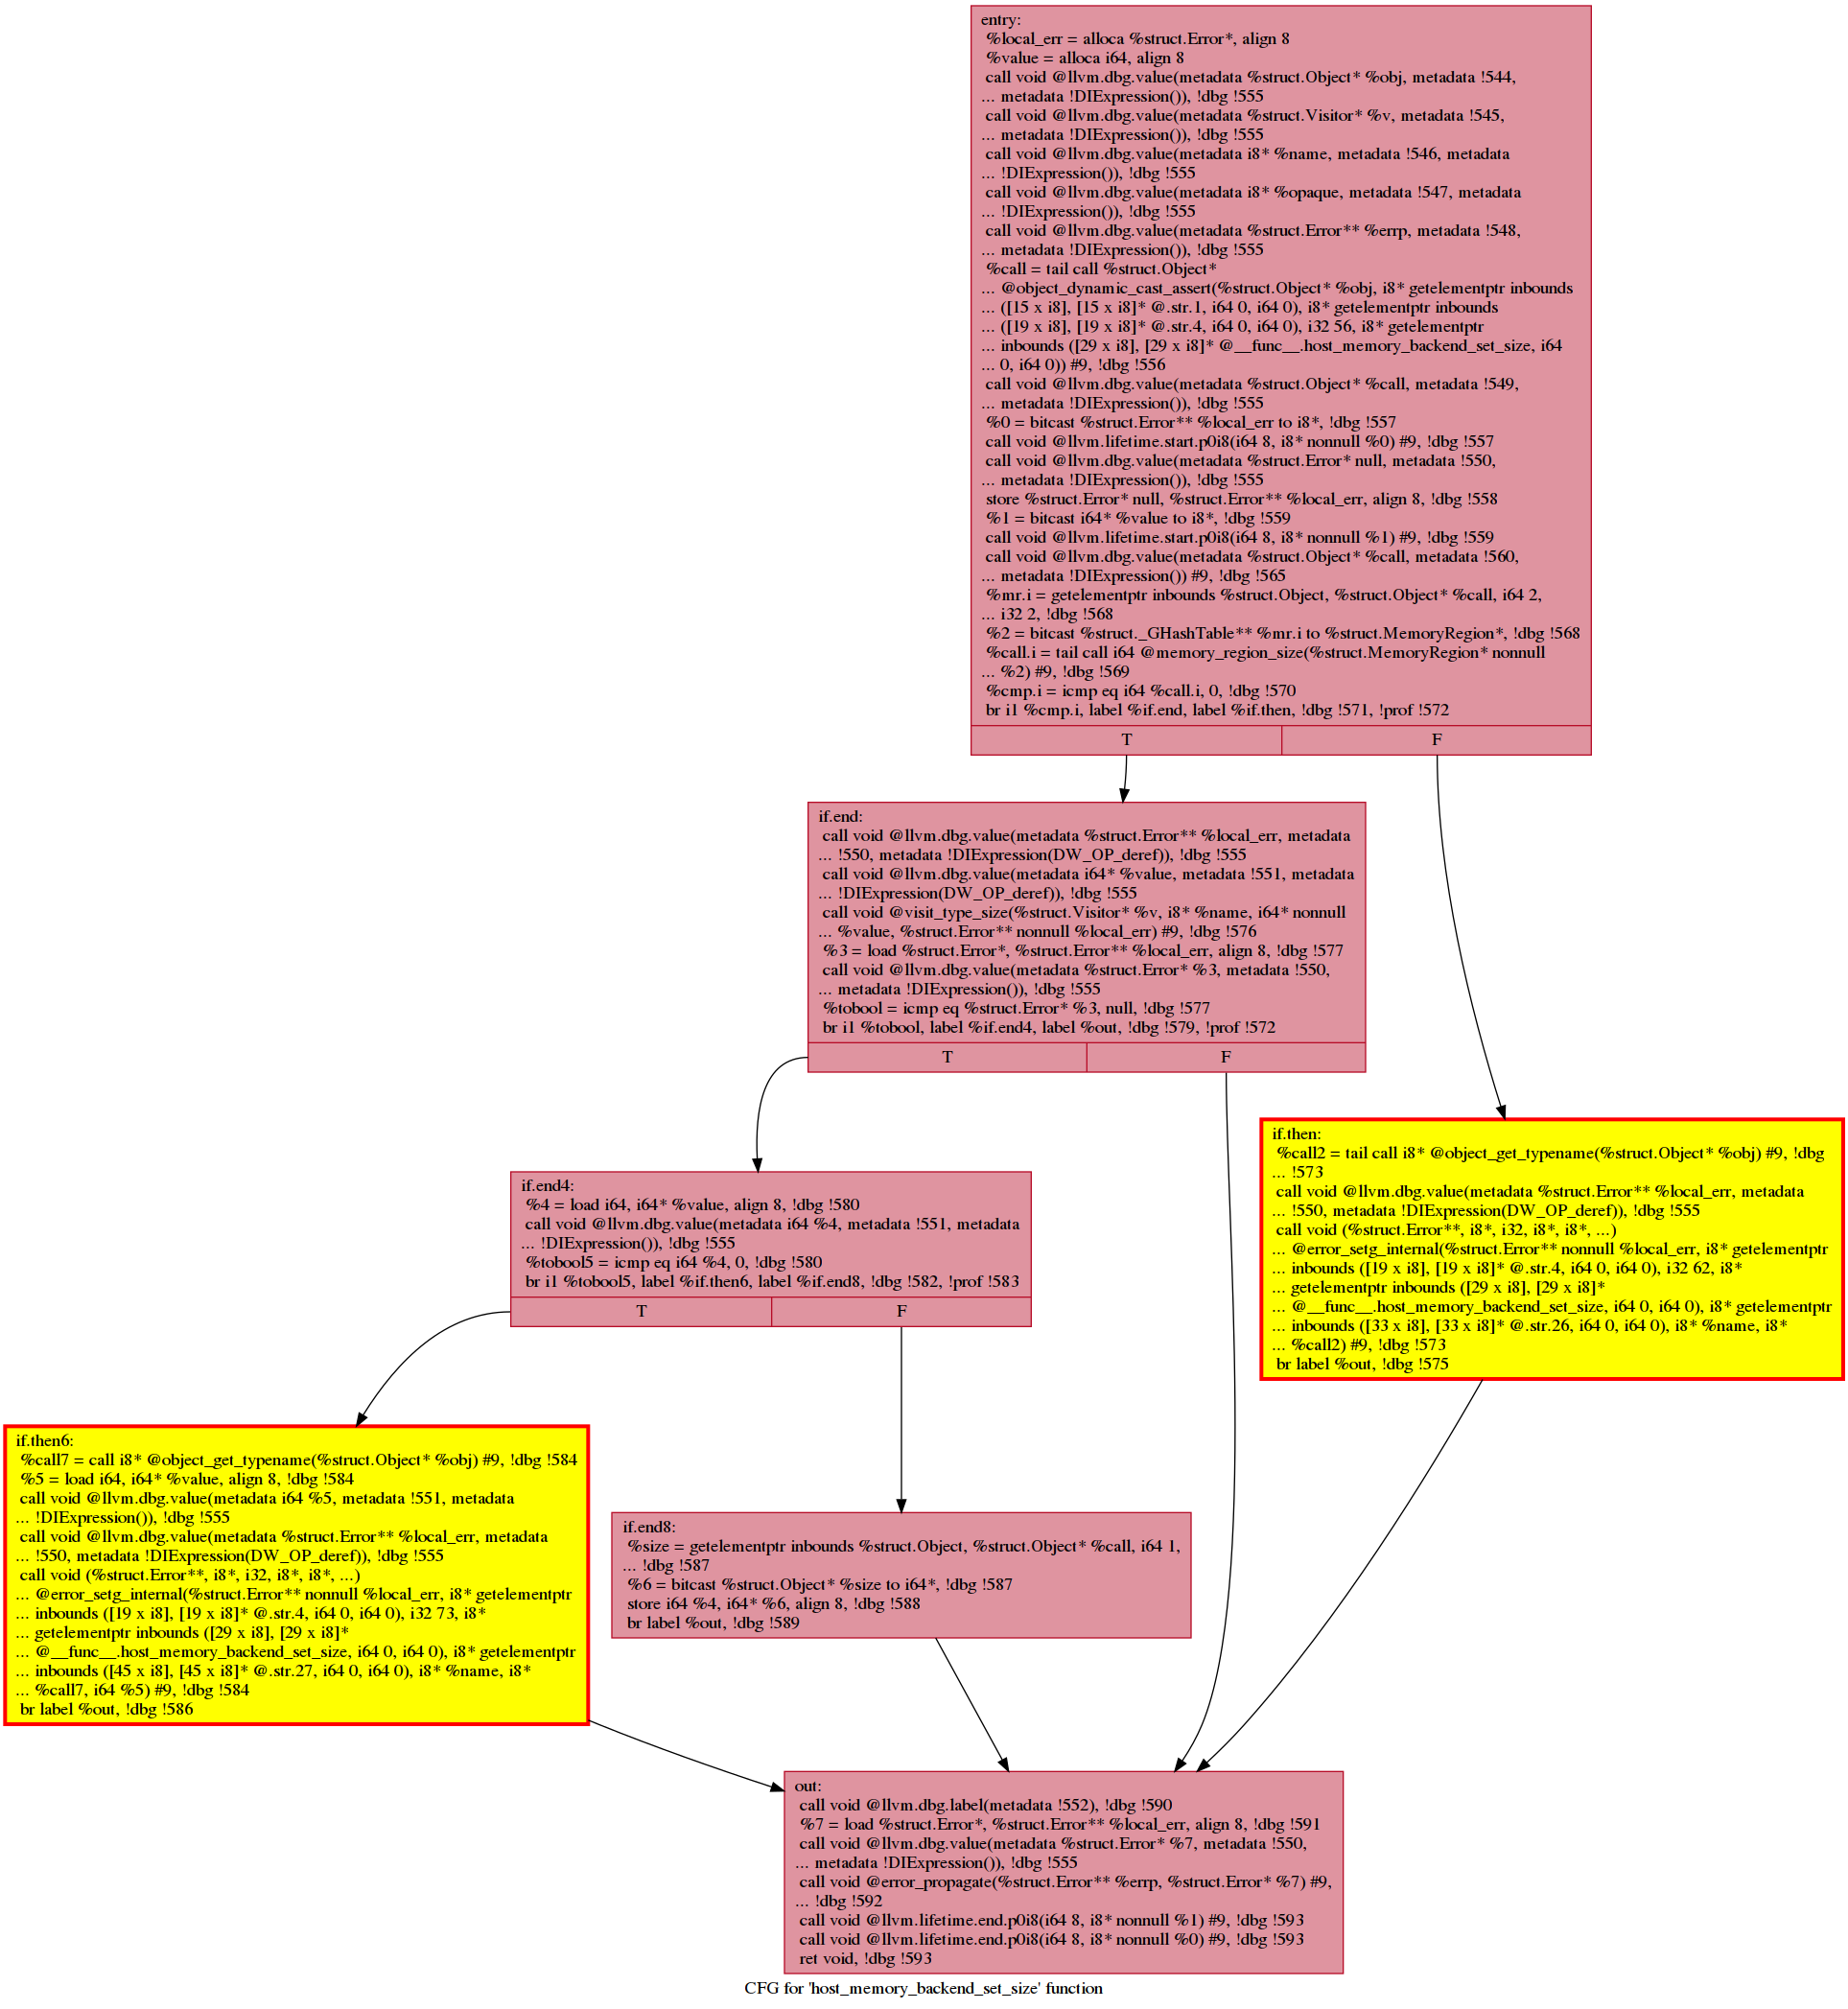 entry:
%local_err = alloca %struct.Error*, align 8
%value = alloca i64, align 8
call void @llvm.dbg.value(metadata %struct.Object* %obj, metadata !544,
... metadata !DIExpression()), !dbg !555
call void @llvm.dbg.value(metadata %struct.Visitor* %v, metadata !545,
... metadata !DIExpression()), !dbg !555
call void @llvm.dbg.value(metadata i8* %name, metadata !546, metadata
... !DIExpression()), !dbg !555
call void @llvm.dbg.value(metadata i8* %opaque, metadata !547, metadata
... !DIExpression()), !dbg !555
call void @llvm.dbg.value(metadata %struct.Error** %errp, metadata !548,
... metadata !DIExpression()), !dbg !555
%call = tail call %struct.Object*
... @object_dynamic_cast_assert(%struct.Object* %obj, i8* getelementptr inbounds
... ([15 x i8], [15 x i8]* @.str.1, i64 0, i64 0), i8* getelementptr inbounds
... ([19 x i8], [19 x i8]* @.str.4, i64 0, i64 0), i32 56, i8* getelementptr
... inbounds ([29 x i8], [29 x i8]* @__func__.host_memory_backend_set_size, i64
... 0, i64 0)) #9, !dbg !556
call void @llvm.dbg.value(metadata %struct.Object* %call, metadata !549,
... metadata !DIExpression()), !dbg !555
%0 = bitcast %struct.Error** %local_err to i8*, !dbg !557
call void @llvm.lifetime.start.p0i8(i64 8, i8* nonnull %0) #9, !dbg !557
call void @llvm.dbg.value(metadata %struct.Error* null, metadata !550,
... metadata !DIExpression()), !dbg !555
store %struct.Error* null, %struct.Error** %local_err, align 8, !dbg !558
%1 = bitcast i64* %value to i8*, !dbg !559
call void @llvm.lifetime.start.p0i8(i64 8, i8* nonnull %1) #9, !dbg !559
call void @llvm.dbg.value(metadata %struct.Object* %call, metadata !560,
... metadata !DIExpression()) #9, !dbg !565
%mr.i = getelementptr inbounds %struct.Object, %struct.Object* %call, i64 2,
... i32 2, !dbg !568
%2 = bitcast %struct._GHashTable** %mr.i to %struct.MemoryRegion*, !dbg !568
%call.i = tail call i64 @memory_region_size(%struct.MemoryRegion* nonnull
... %2) #9, !dbg !569
%cmp.i = icmp eq i64 %call.i, 0, !dbg !570
br i1 %cmp.i, label %if.end, label %if.then, !dbg !571, !prof !572
T F
if.end:
call void @llvm.dbg.value(metadata %struct.Error** %local_err, metadata
... !550, metadata !DIExpression(DW_OP_deref)), !dbg !555
call void @llvm.dbg.value(metadata i64* %value, metadata !551, metadata
... !DIExpression(DW_OP_deref)), !dbg !555
call void @visit_type_size(%struct.Visitor* %v, i8* %name, i64* nonnull
... %value, %struct.Error** nonnull %local_err) #9, !dbg !576
%3 = load %struct.Error*, %struct.Error** %local_err, align 8, !dbg !577
call void @llvm.dbg.value(metadata %struct.Error* %3, metadata !550,
... metadata !DIExpression()), !dbg !555
%tobool = icmp eq %struct.Error* %3, null, !dbg !577
br i1 %tobool, label %if.end4, label %out, !dbg !579, !prof !572
T F
if.then:
%call2 = tail call i8* @object_get_typename(%struct.Object* %obj) #9, !dbg
... !573
call void @llvm.dbg.value(metadata %struct.Error** %local_err, metadata
... !550, metadata !DIExpression(DW_OP_deref)), !dbg !555
call void (%struct.Error**, i8*, i32, i8*, i8*, ...)
... @error_setg_internal(%struct.Error** nonnull %local_err, i8* getelementptr
... inbounds ([19 x i8], [19 x i8]* @.str.4, i64 0, i64 0), i32 62, i8*
... getelementptr inbounds ([29 x i8], [29 x i8]*
... @__func__.host_memory_backend_set_size, i64 0, i64 0), i8* getelementptr
... inbounds ([33 x i8], [33 x i8]* @.str.26, i64 0, i64 0), i8* %name, i8*
... %call2) #9, !dbg !573
br label %out, !dbg !575
if.end4:
%4 = load i64, i64* %value, align 8, !dbg !580
call void @llvm.dbg.value(metadata i64 %4, metadata !551, metadata
... !DIExpression()), !dbg !555
%tobool5 = icmp eq i64 %4, 0, !dbg !580
br i1 %tobool5, label %if.then6, label %if.end8, !dbg !582, !prof !583
T F
if.then6:
%call7 = call i8* @object_get_typename(%struct.Object* %obj) #9, !dbg !584
%5 = load i64, i64* %value, align 8, !dbg !584
call void @llvm.dbg.value(metadata i64 %5, metadata !551, metadata
... !DIExpression()), !dbg !555
call void @llvm.dbg.value(metadata %struct.Error** %local_err, metadata
... !550, metadata !DIExpression(DW_OP_deref)), !dbg !555
call void (%struct.Error**, i8*, i32, i8*, i8*, ...)
... @error_setg_internal(%struct.Error** nonnull %local_err, i8* getelementptr
... inbounds ([19 x i8], [19 x i8]* @.str.4, i64 0, i64 0), i32 73, i8*
... getelementptr inbounds ([29 x i8], [29 x i8]*
... @__func__.host_memory_backend_set_size, i64 0, i64 0), i8* getelementptr
... inbounds ([45 x i8], [45 x i8]* @.str.27, i64 0, i64 0), i8* %name, i8*
... %call7, i64 %5) #9, !dbg !584
br label %out, !dbg !586
if.end8:
%size = getelementptr inbounds %struct.Object, %struct.Object* %call, i64 1,
... !dbg !587
%6 = bitcast %struct.Object* %size to i64*, !dbg !587
store i64 %4, i64* %6, align 8, !dbg !588
br label %out, !dbg !589
out:
call void @llvm.dbg.label(metadata !552), !dbg !590
%7 = load %struct.Error*, %struct.Error** %local_err, align 8, !dbg !591
call void @llvm.dbg.value(metadata %struct.Error* %7, metadata !550,
... metadata !DIExpression()), !dbg !555
call void @error_propagate(%struct.Error** %errp, %struct.Error* %7) #9,
... !dbg !592
call void @llvm.lifetime.end.p0i8(i64 8, i8* nonnull %1) #9, !dbg !593
call void @llvm.lifetime.end.p0i8(i64 8, i8* nonnull %0) #9, !dbg !593
ret void, !dbg !593
CFG for 'host_memory_backend_set_size' function